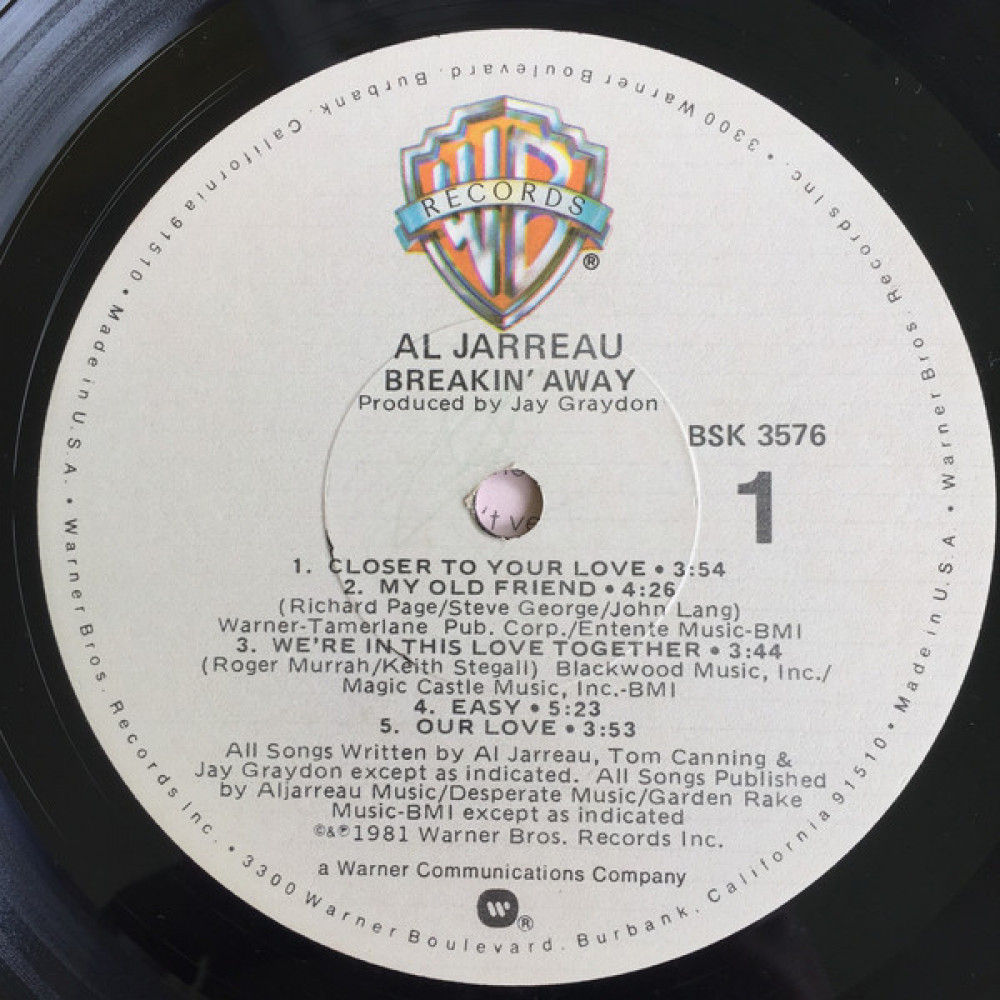 WB
RECORDS
®
AL JARREAU
BREAKIN' AWAY
Produced by Jay Graydon
BSK 3576
1
't ve
1. CLOSER TO YOUR LOVE • 3:54
2. MY OLD FRIEND • 4:26
(Richard Page/Steve George/John Lang)
Warner-Tamerlane Pub. Corp./Entente Music-BMI
3. WE'RE IN THIS LOVE TOGETHER • 3:44
(Roger Murrah/Keith Stegall) Blackwood Music, Inc./
Magic Castle Music, Inc.-BMI
4. EASY • 5:23
5. OUR LOVE • 3:53
All Songs Written by Al Jarreau, Tom Canning &
Jay Graydon except as indicated. All Songs Published
by Aljarreau Music/Desperate Music/Garden Rake
Music-BMI except as indicated
©&℗1981 Warner Bros. Records Inc.
a Warner Communications Company
W®
Made in U.S.A. • Warner Bros. Records Inc. • 3300 Warner Boulevard. Burbank. California 91510 • Made in U.S.A. • Warner Bros. Records Inc. • 3300 Warner Boulevard. Burbank. California 91510 •